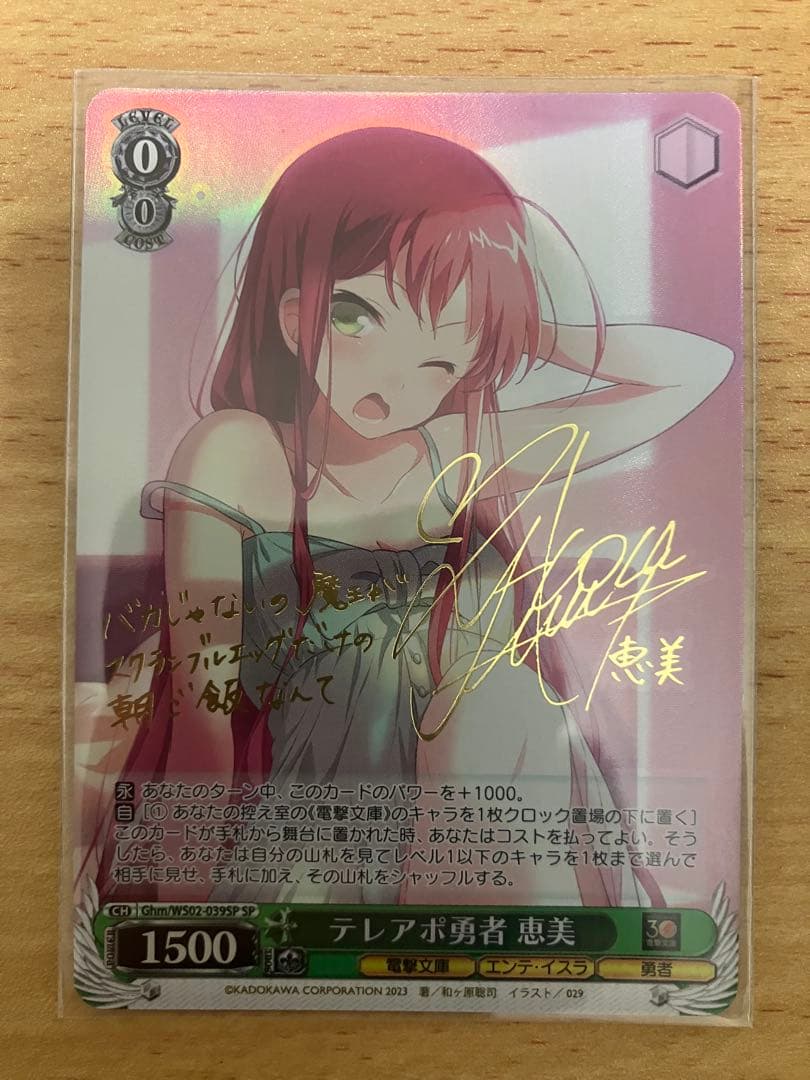 LEVEL
0
0
COST
バカじゃないの 魔王が
スクランブルエッグだけの
朝ご飯なんて
恵美
永 あなたのターン中、このカードのパワーを+1000。
自 [① あなたの控え室の《電撃文庫》のキャラを1枚クロック置場の下に置く]
このカードが手札から舞台に置かれた時、あなたはコストを払ってよい。そう
したら、あなたは自分の山札を見てレベル1以下のキャラを1枚まで選んで
相手に見せ、手札に加え、その山札をシャッフルする。
CH Ghm/WS02-039SP SP
テレアポ勇者 恵美
30
電撃文庫
POWER 1500 SOUL
電撃文庫 エンテ・イスラ 勇者
©KADOKAWA CORPORATION 2023 著/和ヶ原聡司 イラスト/029